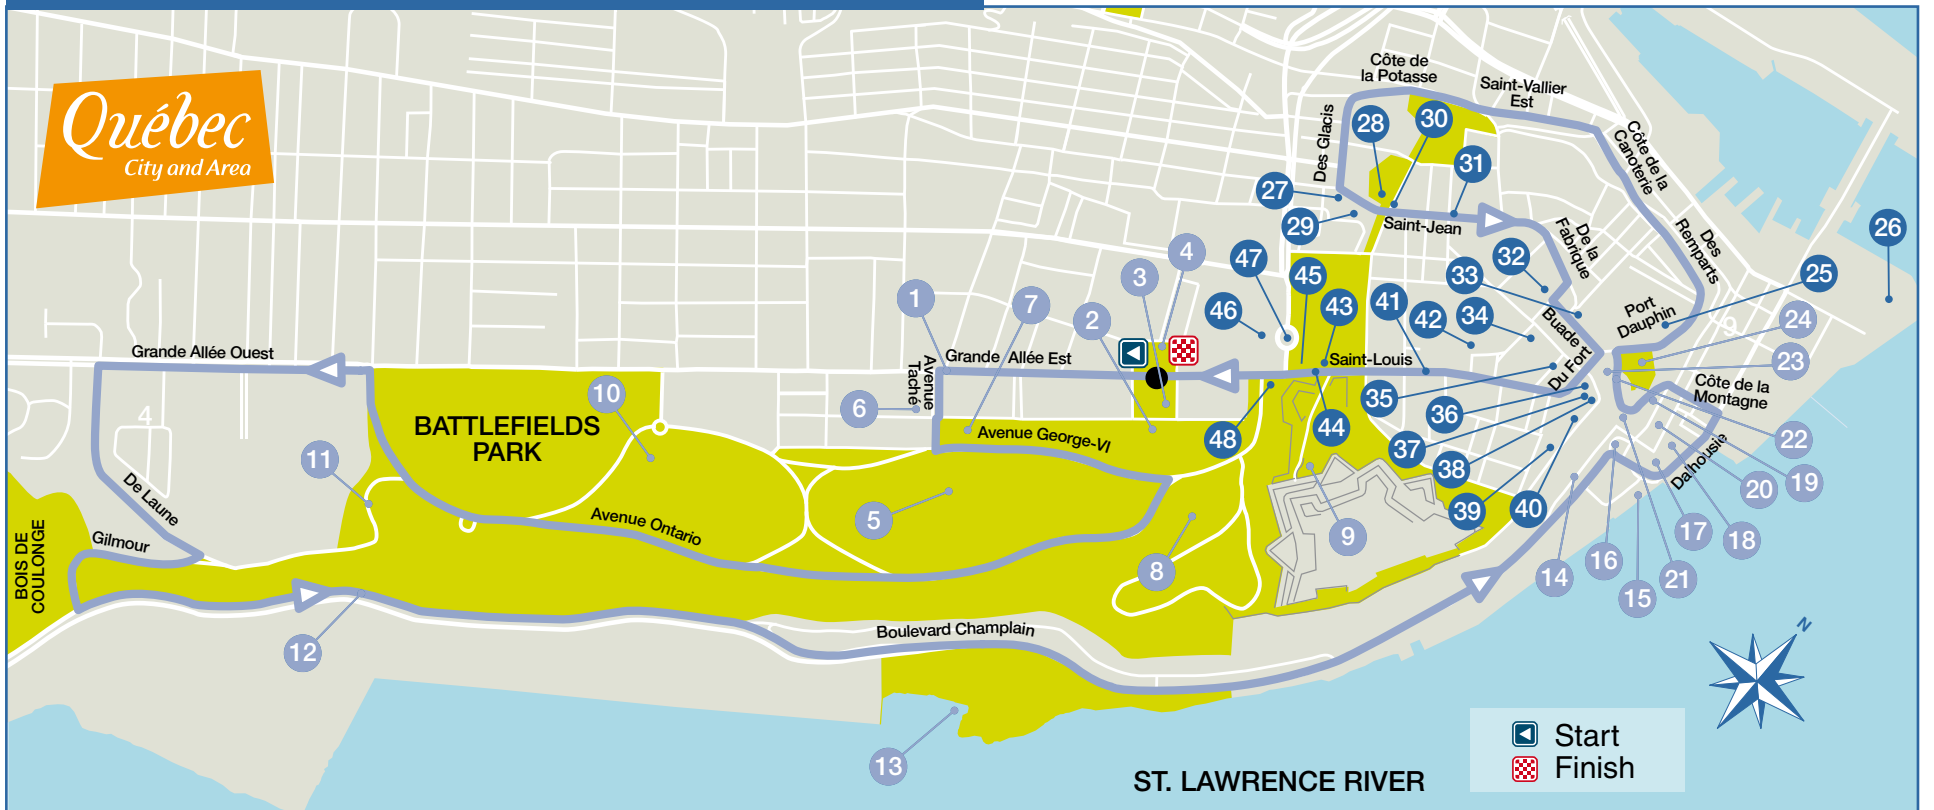 Québec
City and Area
Côte de
la Potasse
Saint-Vallier
Est
Des Glacis
Côte de la
Canoterie
28
30
31
27
29
Saint-Jean
De la
Fabrique
Des
Remparts
26
4
3
47
45
32
33
25
1
7
2
46
43
41
42
34
Buade
Port
Dauphin
9
24
Start
Finish
Grande Allée Ouest
Avenue
Taché
Grande Allée Est
Saint-Louis
Du Fort
23
Côte de la
Montagne
10
6
35
36
4
BATTLEFIELDS
PARK
Avenue George-VI
48
44
37
22
11
38
Dalhousie
19
De Laune
20
5
Avenue Ontario
39
40
17
9
18
Gilmour
BOIS DE
COULONGE
8
16
14
21
15
12
Boulevard Champlain
N
13
ST. LAWRENCE RIVER
Start
Finish